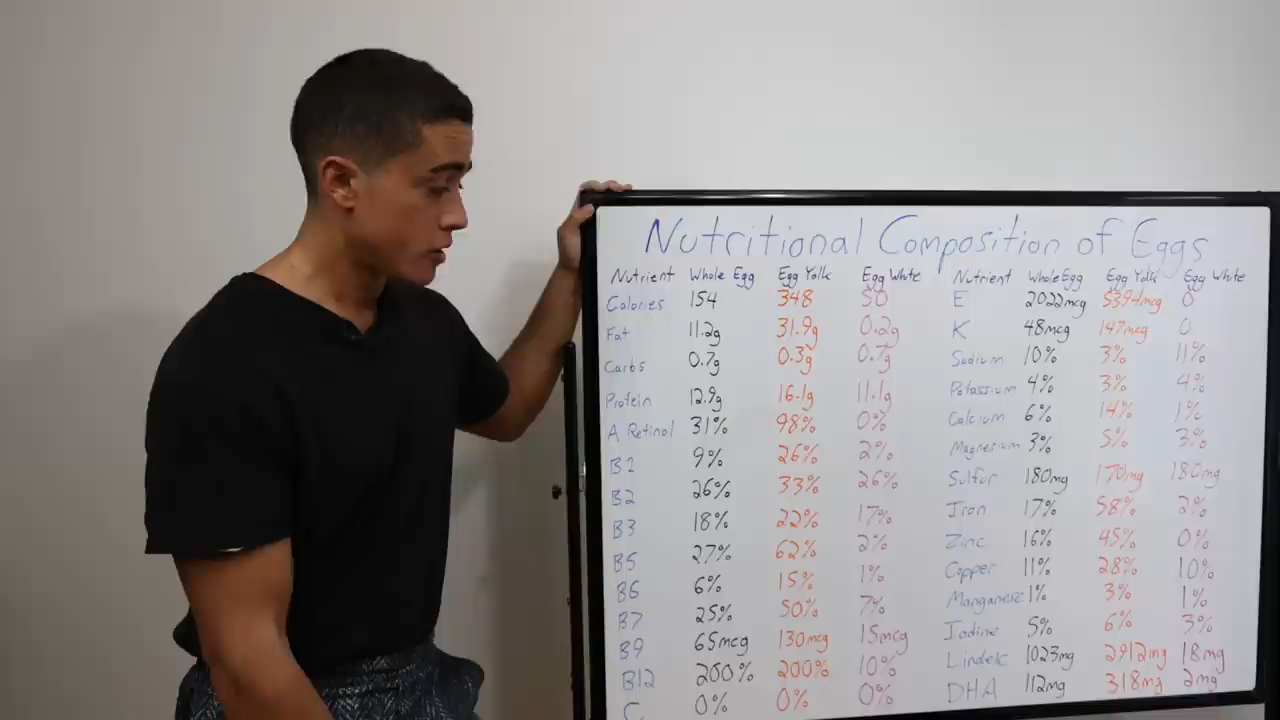 Nutritional Composition of Eggs
Nutrient Whole Egg Egg Yolk Egg White Nutrient Whole Egg Egg Yolk Egg White
Calories 154 348 50 E 2022mcg 5394mcg 0
Fat 11.2g 31.9g 0.2g K 48mcg 147mcg 0
Carbs 0.7g 0.3g 0.7g Sodium 10% 3% 11%
Protein 12.9g 16.1g 11.1g Potassium 4% 3% 4%
A Retinol 31% 98% 0% Calcium 6% 14% 1%
B1 9% 26% 2% Magnesium 3% 5% 3%
B2 26% 33% 26% Sulfur 180mg 170mg 180mg
B3 18% 22% 17% Iron 17% 58% 2%
B5 27% 62% 2% Zinc 16% 45% 0%
B6 6% 15% 1% Copper 11% 28% 10%
B7 25% 50% 7% Manganese 1% 3% 1%
B9 65mcg 130mcg 15mcg Iodine 5% 6% 3%
B12 200% 200% 10% Linoleic 1023mg 2912mg 18mg
C 0% 0% 0% DHA 112mg 318mg 2mg